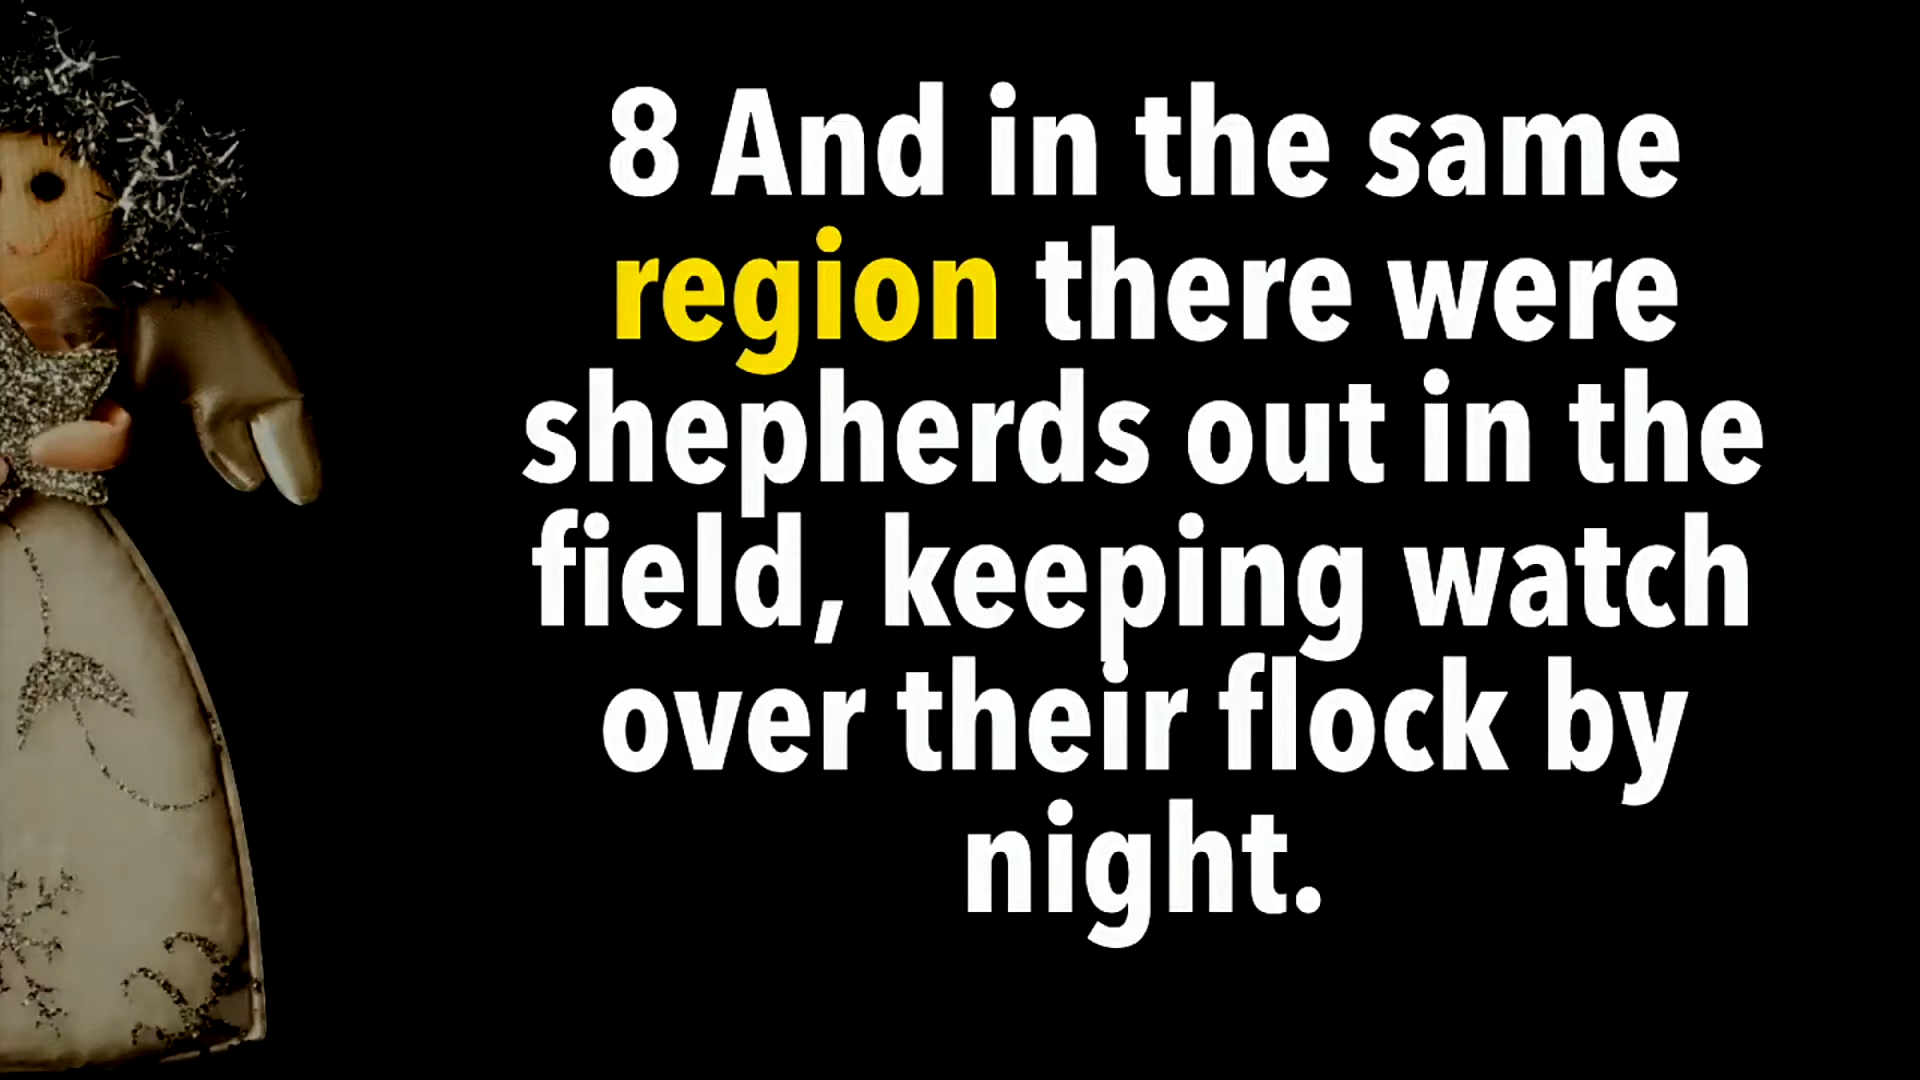 8 And in the same
region there were
shepherds out in the
field, keeping watch
over their flock by
night.